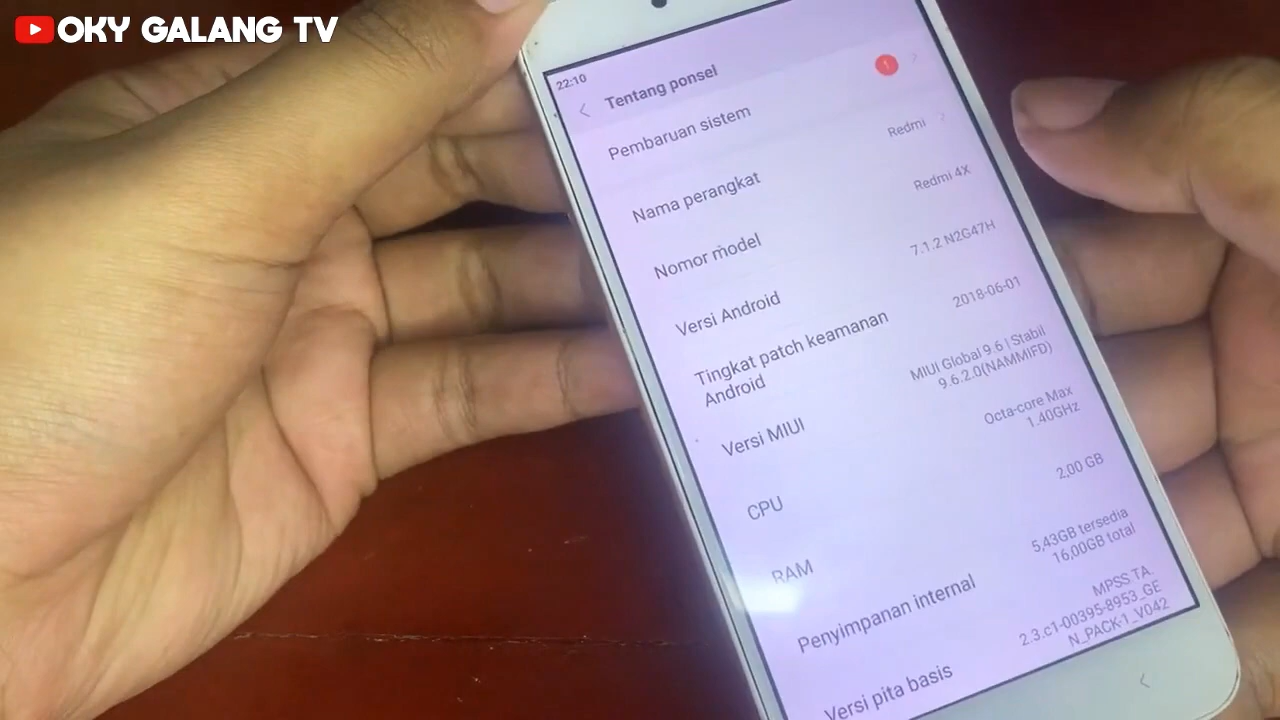 OKY GALANG TV
22:10
Tentang ponsel
Pembaruan sistem
1
Nama perangkat
Redmi
Nomor model
Redmi 4X
Versi Android
7.1.2 N2G47H
Tingkat patch keamanan
Android
2018-06-01
Versi MIUI
MIUI Global 9.6 | Stabil
9.6.2.0(NAMMIFD)
CPU
Octa-core Max
1.40GHz
RAM
2,00 GB
Penyimpanan internal
5,43GB tersedia
16,00GB total
Versi pita basis
MPSS.TA.
2.3.c1-00395-8953_GE
N_PACK-1_V042